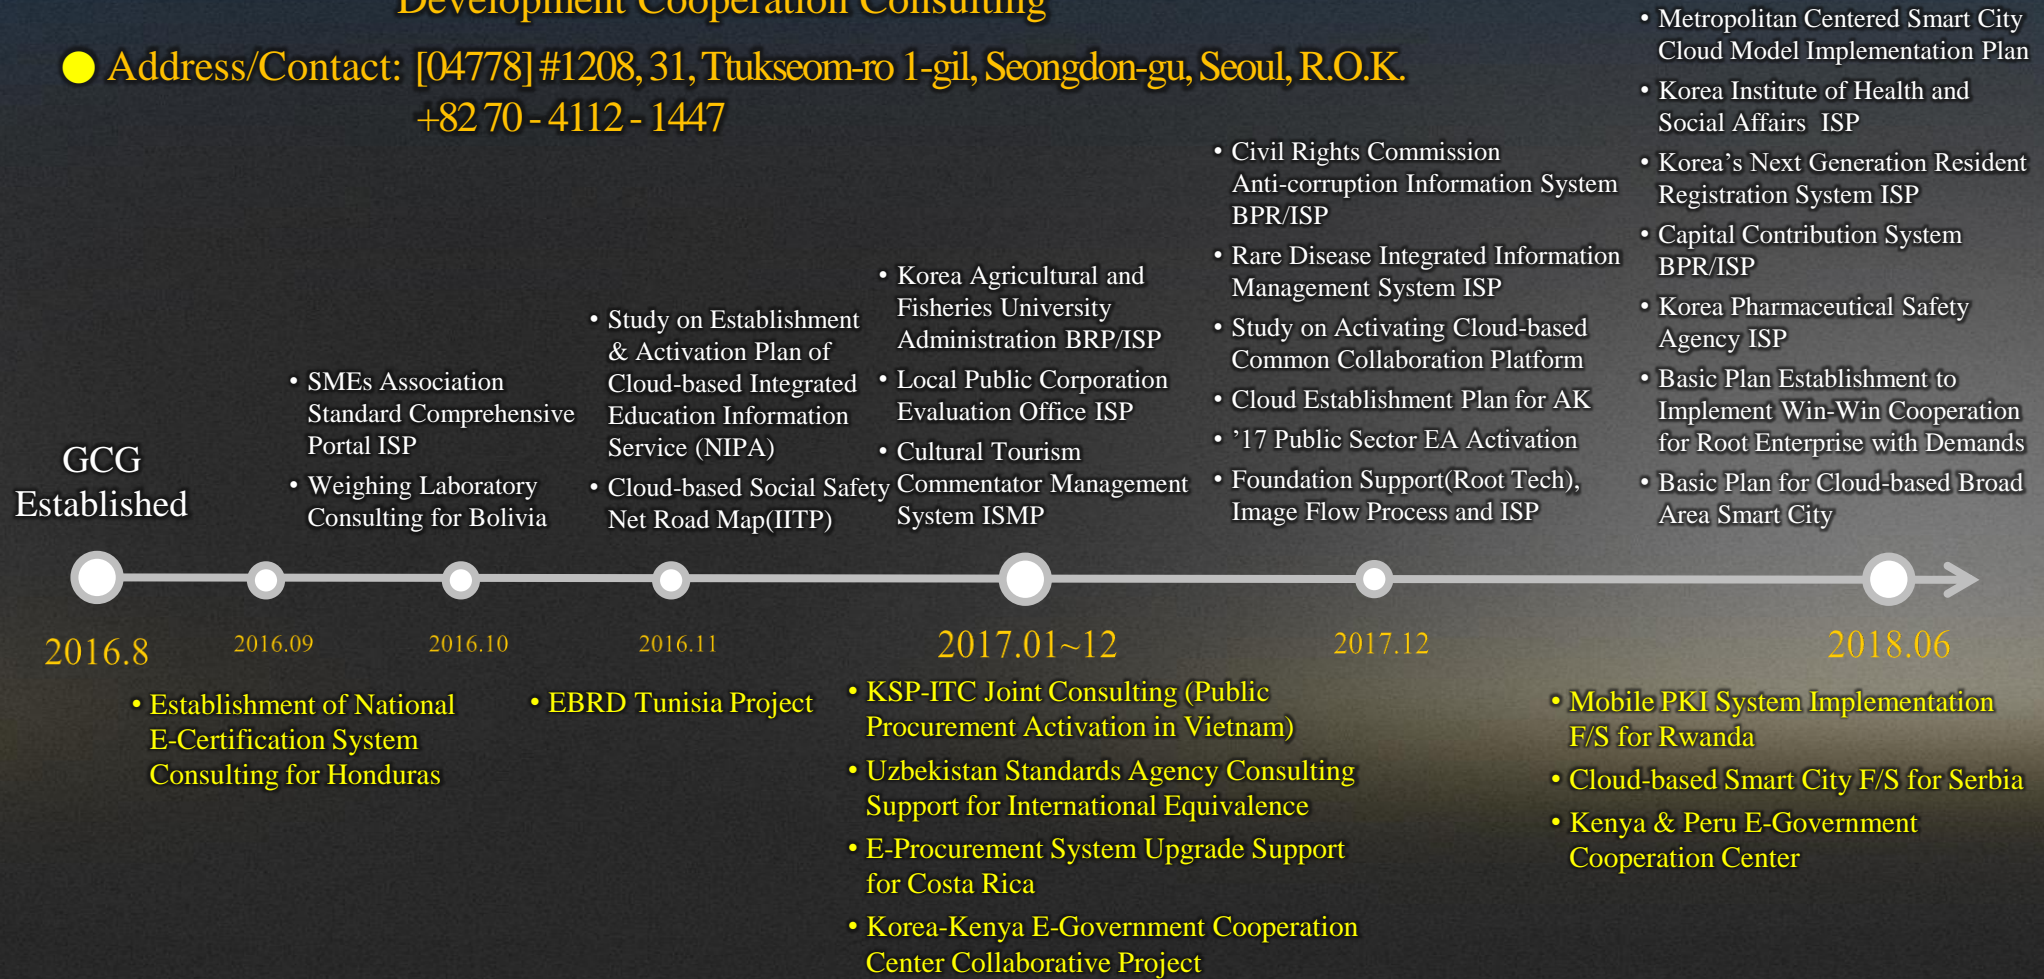 Development Cooperation Consulting
Address/Contact: [04778] #1208, 31, Ttukseom-ro 1-gil, Seongdon-gu, Seoul, R.O.K.
+82 70 - 4112 - 1447
GCG
Established
• SMEs Association
Standard Comprehensive
Portal ISP
• Weighing Laboratory
Consulting for Bolivia
• Study on Establishment
& Activation Plan of
Cloud-based Integrated
Education Information
Service (NIPA)
• Cloud-based Social Safety
Net Road Map(IITP)
• Korea Agricultural and
Fisheries University
Administration BRP/ISP
• Local Public Corporation
Evaluation Office ISP
• Cultural Tourism
Commentator Management
System ISMP
• Civil Rights Commission
Anti-corruption Information System
BPR/ISP
• Rare Disease Integrated Information
Management System ISP
• Study on Activating Cloud-based
Common Collaboration Platform
• Cloud Establishment Plan for AK
• ’17 Public Sector EA Activation
• Foundation Support(Root Tech),
Image Flow Process and ISP
• Metropolitan Centered Smart City
Cloud Model Implementation Plan
• Korea Institute of Health and
Social Affairs ISP
• Korea’s Next Generation Resident
Registration System ISP
• Capital Contribution System
BPR/ISP
• Korea Pharmaceutical Safety
Agency ISP
• Basic Plan Establishment to
Implement Win-Win Cooperation
for Root Enterprise with Demands
• Basic Plan for Cloud-based Broad
Area Smart City
2016.8
2016.09
2016.10
2016.11
2017.01~12
2017.12
2018.06
• Establishment of National
E-Certification System
Consulting for Honduras
• EBRD Tunisia Project
• KSP-ITC Joint Consulting (Public
Procurement Activation in Vietnam)
• Uzbekistan Standards Agency Consulting
Support for International Equivalence
• E-Procurement System Upgrade Support
for Costa Rica
• Korea-Kenya E-Government Cooperation
Center Collaborative Project
• Mobile PKI System Implementation
F/S for Rwanda
• Cloud-based Smart City F/S for Serbia
• Kenya & Peru E-Government
Cooperation Center